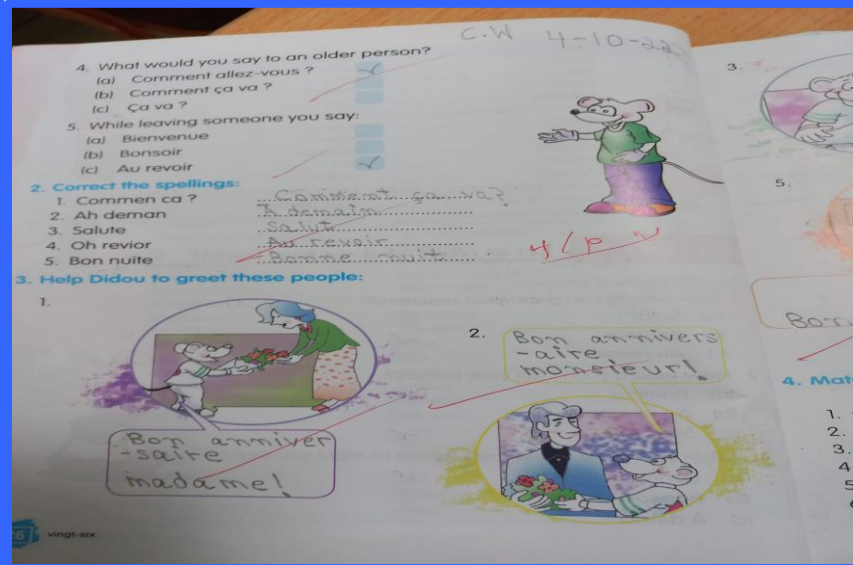 C.W 4-10-22
4. What would you say to an older person?
(a) Comment allez-vous ?
(b) Comment ça va ?
(c) Ça va ?
5. While leaving someone you say:
(a) Bienvenue
(b) Bonsoir
(c) Au revoir
2. Correct the spellings:
1. Commen ca ? Comment ça va?
2. Ah deman A demain
3. Salute Salut
4. Oh revior Au revoir
5. Bon nuite Bonne nuit
3. Help Didou to greet these people:
1.
Bon anniver
-saire
madame!
2.
Bon annivers
-aire
monsieur!
26 vingt-six
3.
5.
Bon
4. Mat
1.
2.
3.
4
5